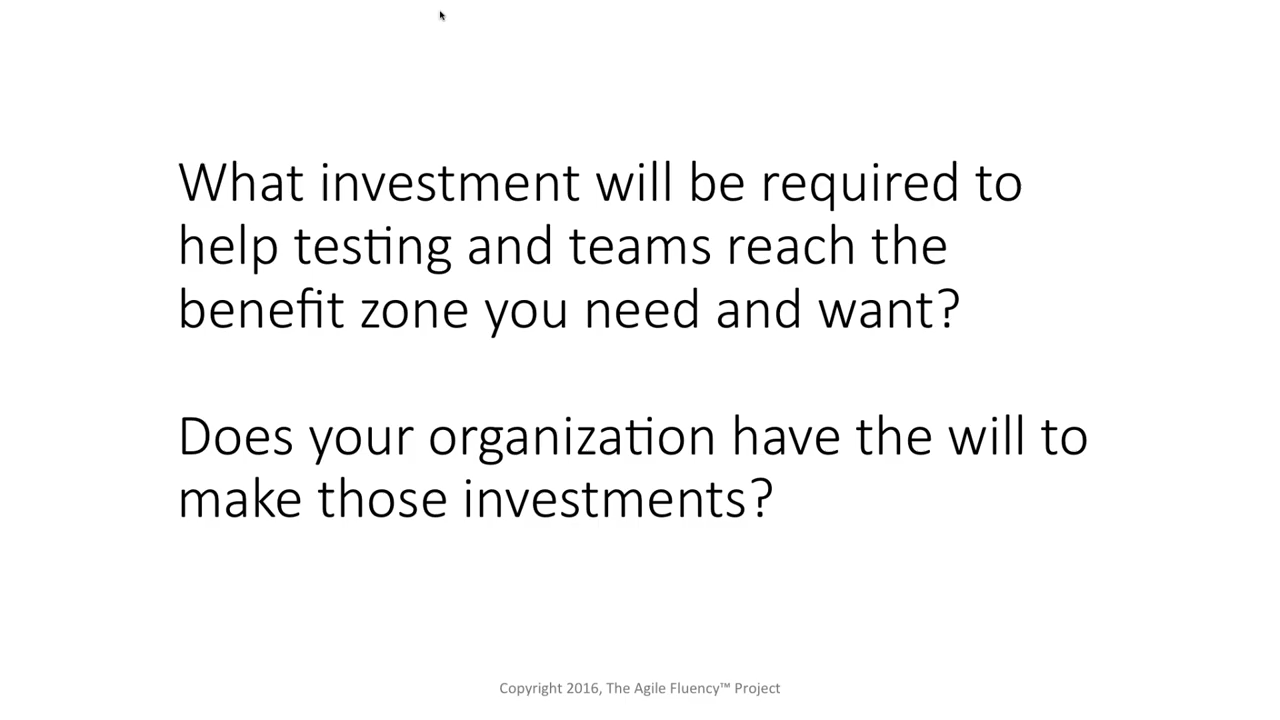 What investment will be required to
help testing and teams reach the
benefit zone you need and want?
Does your organization have the will to
make those investments?
Copyright 2016, The Agile Fluency™ Project